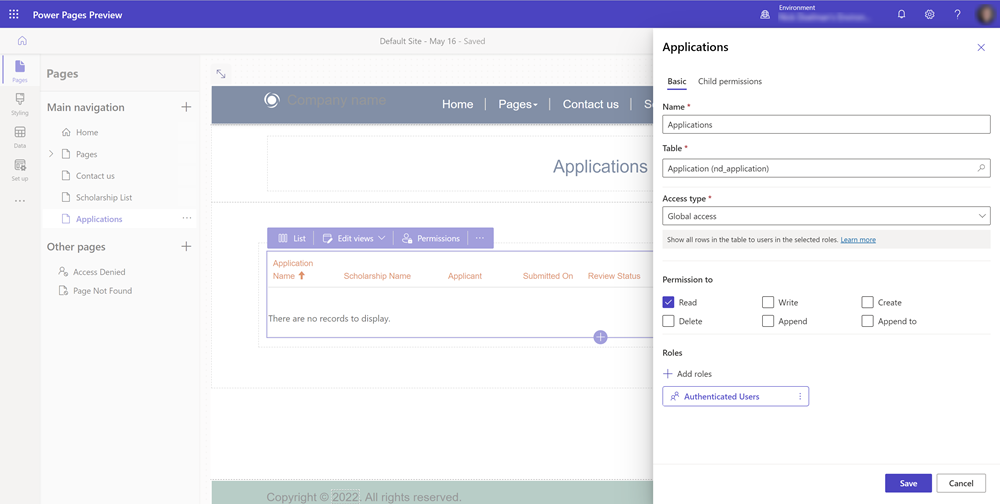 Power Pages Preview
Environment
Default Site - May 16 - Saved
Pages
Styling
Data
Set up
Pages
Main navigation
Home
Pages
Contact us
Scholarship List
Applications
Other pages
Access Denied
Page Not Found
Company name
Home | Pages | Contact us |
Applications
List
Edit views
Permissions
Application
Name Scholarship Name Applicant Submitted On Review Status
There are no records to display.
Copyright © 2022. All rights reserved.
Applications
Basic Child permissions
Name *
Applications
Table *
Application (nd_application)
Access type *
Global access
Show all rows in the table to users in the selected roles. Learn more
Permission to
Read Write Create
Delete Append Append to
Roles
Add roles
Authenticated Users
Save Cancel